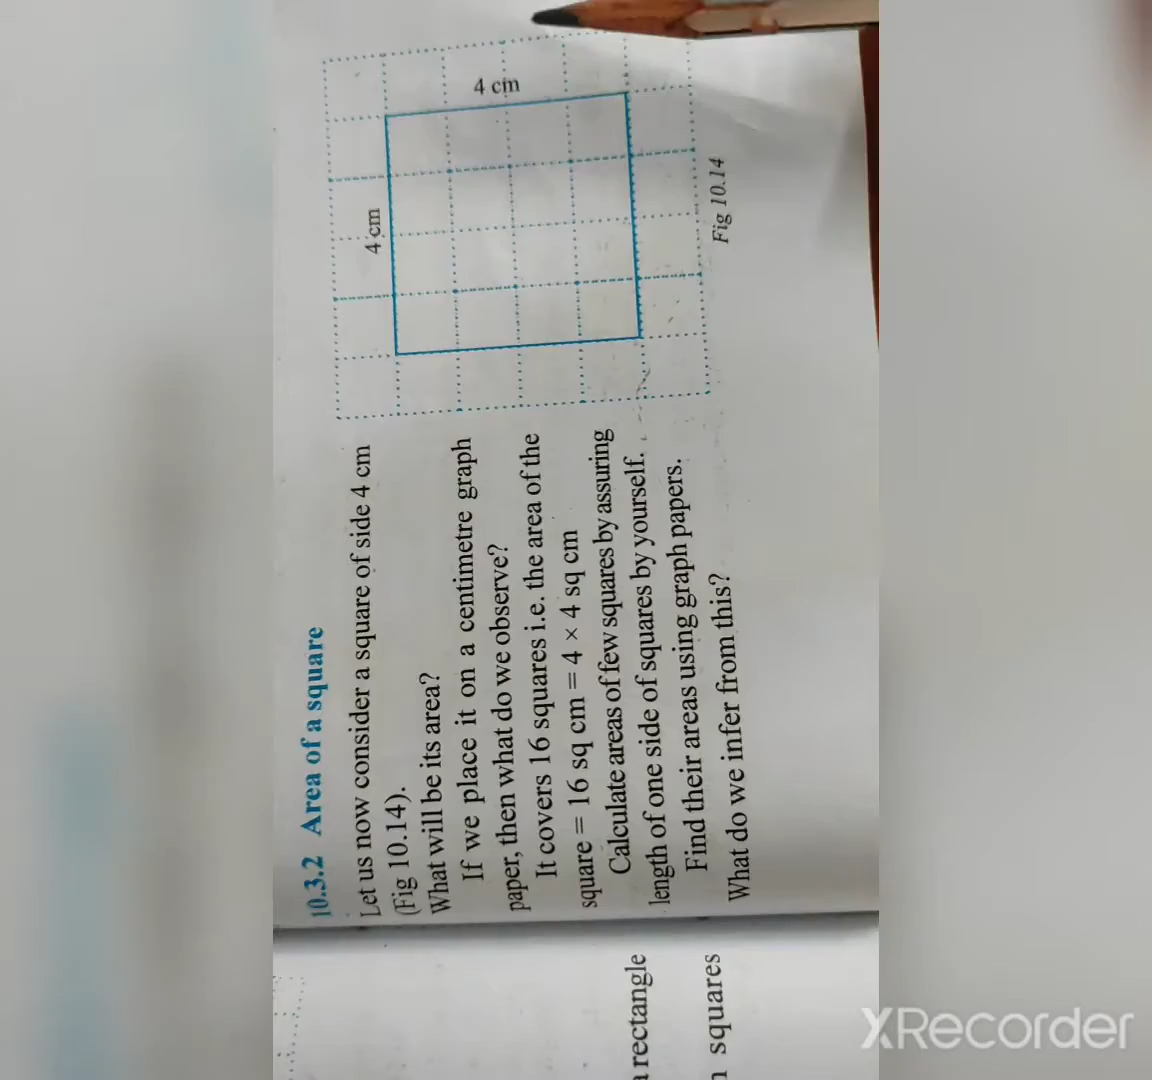 10.3.2 Area of a square
Let us now consider a square of side 4 cm
(Fig 10.14).
What will be its area?
If we place it on a centimetre graph
paper, then what do we observe?
It covers 16 squares i.e. the area of the
square = 16 sq cm = 4 × 4 sq cm
Calculate areas of few squares by assuring
length of one side of squares by yourself.
Find their areas using graph papers.
What do we infer from this?
4 cm
4 cm
Fig 10.14
rectangle
squares
XRecorder